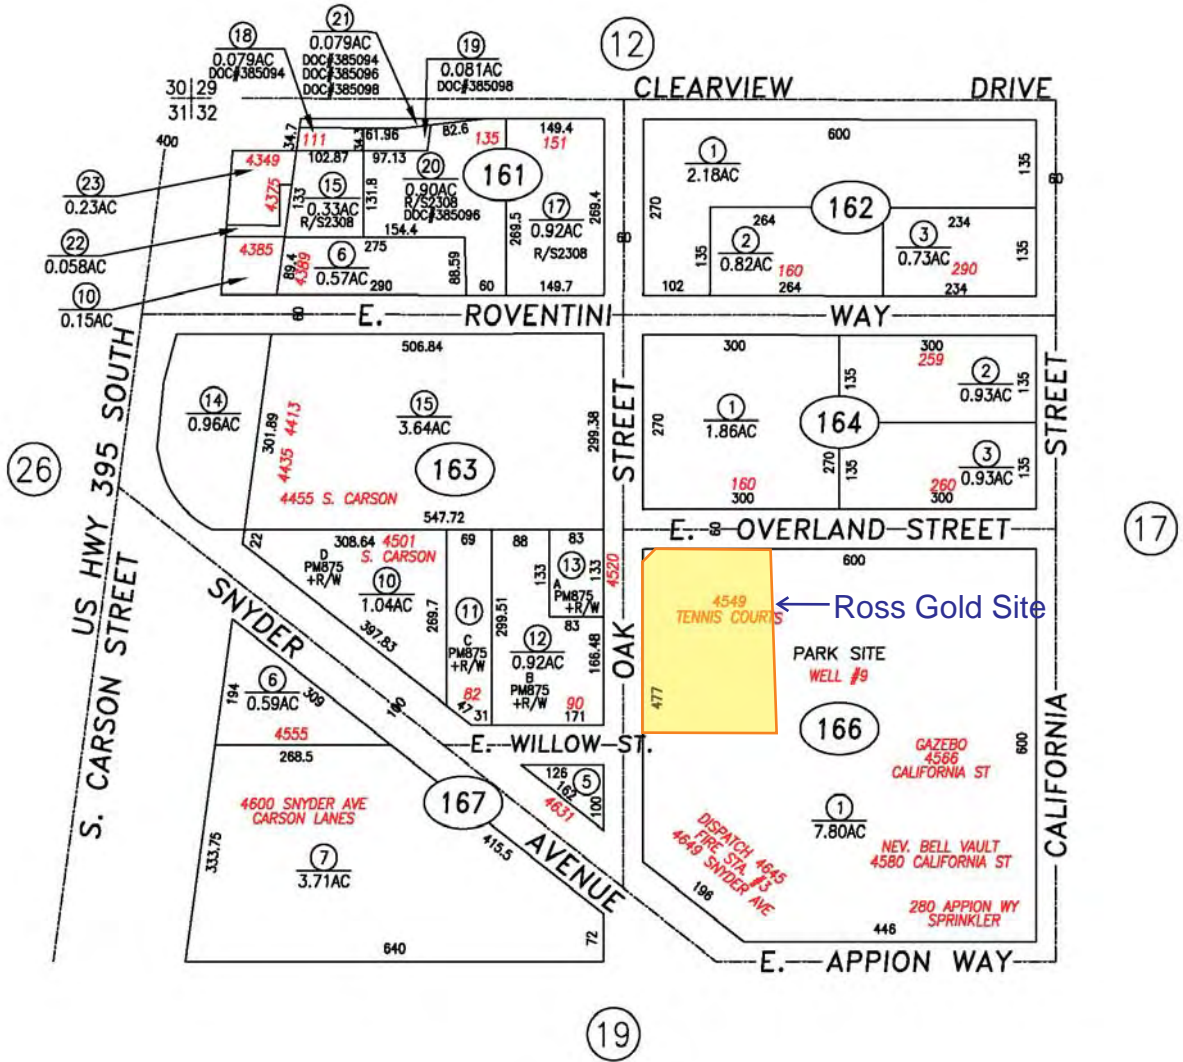 12
21
0.079AC
DOC#385094
DOC#385096
DOC#385098
18
0.079AC
DOC#385094
19
0.081AC
DOC#385098
30 29
31 32
CLEARVIEW DRIVE
400
34.7
111
34.3
161.96
82.6
135
149.4
151
600
4349
102.87
97.13
20
0.90AC
R/S2308
DOC#385096
161
1
2.18AC
135
60
23
0.23AC
4375
133
15
0.33AC
R/S2308
131.8
154.4
269.5
17
0.92AC
R/S2308
269.4
60
270
162
264
234
22
0.058AC
4385
275
135
2
0.82AC
160
3
0.73AC
290
135
10
0.15AC
89.4
4389
6
0.57AC
88.59
290
60
149.7
102
264
234
60
E. ROVENTINI WAY
506.84
300
300
259
14
0.96AC
301.89
4435 4413
15
3.64AC
299.38
135
2
0.93AC
135
270
1
1.86AC
164
26
163
4455 S. CARSON
270
135
3
0.93AC
135
160
300
260
300
547.72
17
US HWY 395 SOUTH
S. CARSON STREET
OAK STREET
CALIFORNIA STREET
60
E. OVERLAND STREET
22
308.64
4501
S. CARSON
69
88
83
D
PM875
+R/W
10
1.04AC
397.83
269.7
11
C
PM875
+R/W
82
47
31
299.51
133
13
A
PM875
+R/W
133
83
4520
12
0.92AC
B
PM875
+R/W
166.48
90
171
600
4549
TENNIS COURTS
Ross Gold Site
PARK SITE
WELL #9
477
166
600
SNYDER AVENUE
100
194
6
0.59AC
309
4555
268.5
E. WILLOW ST.
126
162
5
100
4631
GAZEBO
4566
CALIFORNIA ST
167
4600 SNYDER AVE
CARSON LANES
333.75
7
3.71AC
415.5
1
7.80AC
DISPATCH 4645
FIRE STA. #3
4649 SNYDER AVE
NEV. BELL VAULT
4580 CALIFORNIA ST
196
280 APPION WY
SPRINKLER
640
72
446
E. APPION WAY
19